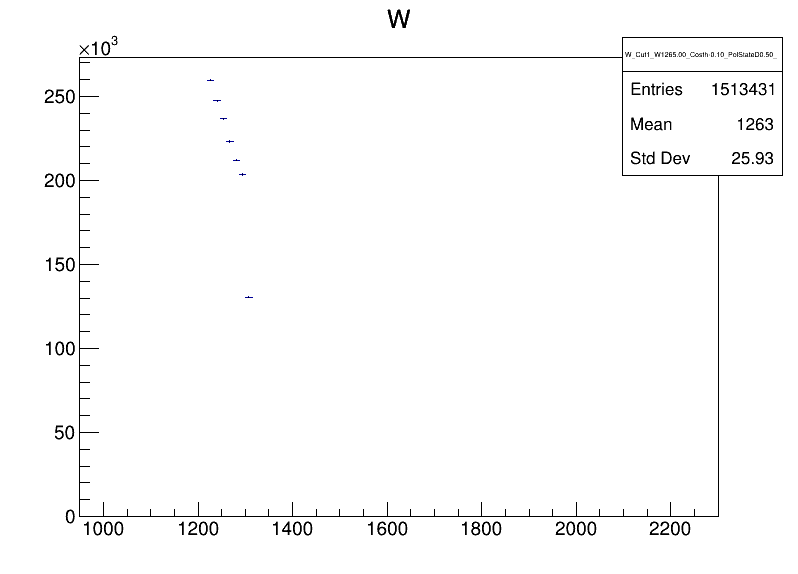 W
×10³
W_Cut1_W1265.00_Costh-0.10_PolStateD0.50_
Entries 1513431
Mean 1263
Std Dev 25.93
250
200
150
100
50
0
1000 1200 1400 1600 1800 2000 2200